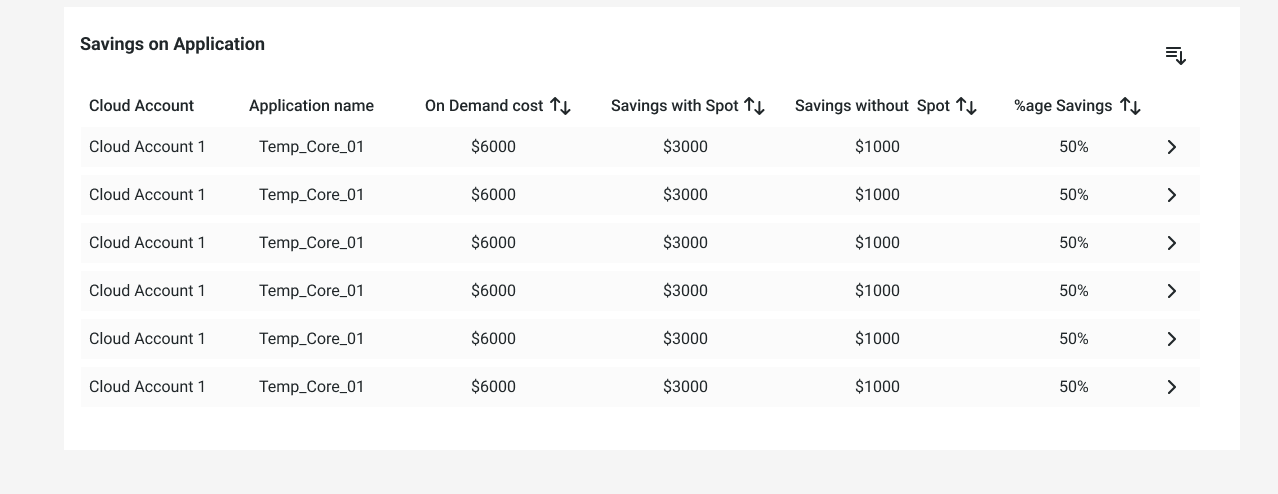 Savings on Application
Cloud Account Application name On Demand cost Savings with Spot Savings without Spot %age Savings
Cloud Account 1 Temp_Core_01 $6000 $3000 $1000 50%
Cloud Account 1 Temp_Core_01 $6000 $3000 $1000 50%
Cloud Account 1 Temp_Core_01 $6000 $3000 $1000 50%
Cloud Account 1 Temp_Core_01 $6000 $3000 $1000 50%
Cloud Account 1 Temp_Core_01 $6000 $3000 $1000 50%
Cloud Account 1 Temp_Core_01 $6000 $3000 $1000 50%